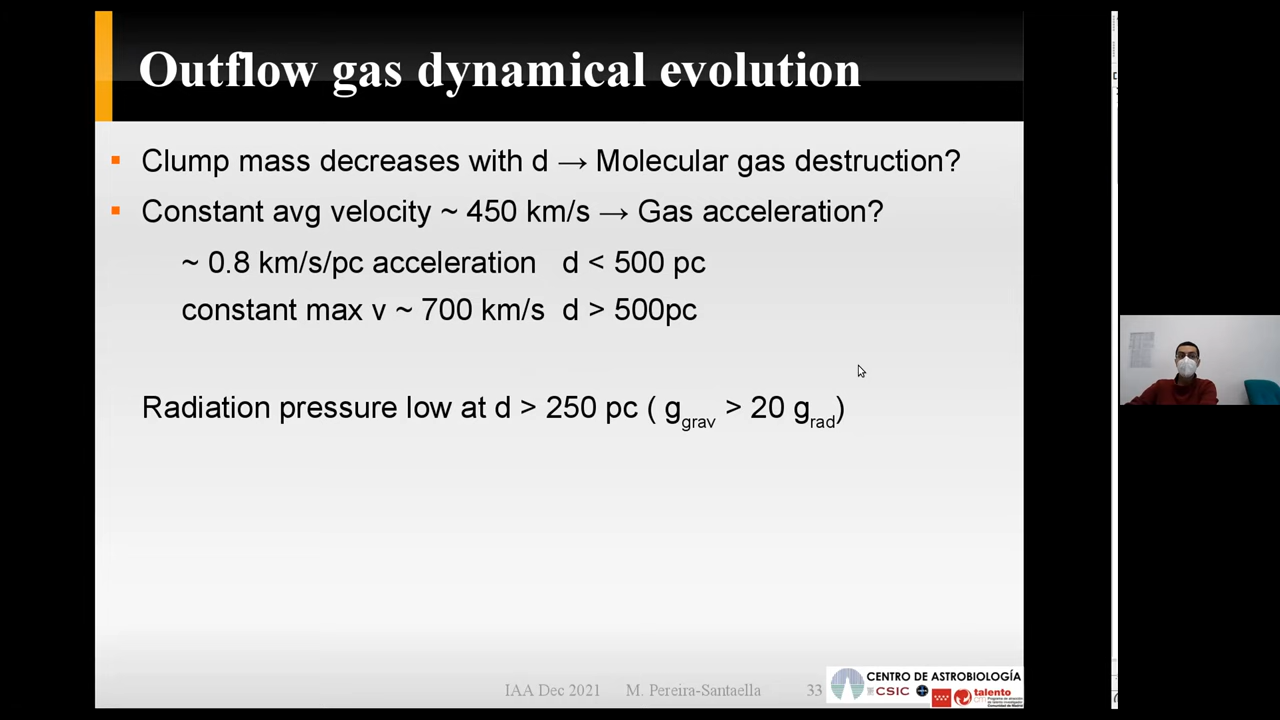 Outflow gas dynamical evolution
Clump mass decreases with d → Molecular gas destruction?
Constant avg velocity ~ 450 km/s → Gas acceleration?
~ 0.8 km/s/pc acceleration d < 500 pc
constant max v ~ 700 km/s d > 500pc
Radiation pressure low at d > 250 pc ( ggrav > 20 grad)
IAA Dec 2021 M. Pereira-Santaella 33
CENTRO DE ASTROBIOLOGÍA
CSIC
talento